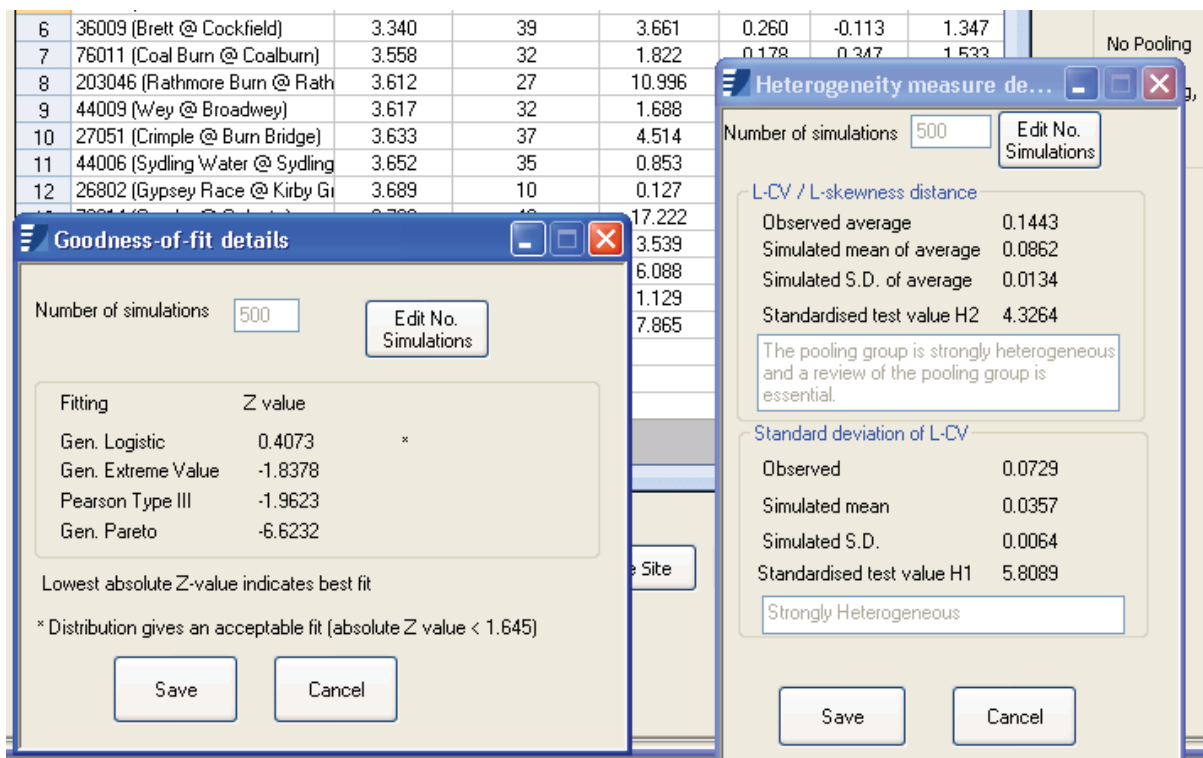 6 36009 (Brett @ Cockfield) 3.340 39 3.661 0.260 -0.113 1.347
7 76011 (Coal Burn @ Coalburn) 3.558 32 1.822 0.178 0.347 1.533
8 203046 (Rathmore Burn @ Rath 3.612 27 10.996
9 44009 (Wey @ Broadwey) 3.617 32 1.688
10 27051 (Crimple @ Burn Bridge) 3.633 37 4.514
11 44006 (Sydling Water @ Sydling 3.652 35 0.853
12 26802 (Gypsey Race @ Kirby Gr 3.689 10 0.127
17.222
3.539
6.088
1.129
7.865
No Pooling
Goodness-of-fit details
Number of simulations 500
Edit No.
Simulations
Fitting Z value
Gen. Logistic 0.4073 *
Gen. Extreme Value -1.8378
Pearson Type III -1.9623
Gen. Pareto -6.6232
Lowest absolute Z-value indicates best fit
* Distribution gives an acceptable fit (absolute Z value < 1.645)
Save Cancel
Site
Heterogeneity measure de...
Number of simulations 500
Edit No.
Simulations
L-CV / L-skewness distance
Observed average 0.1443
Simulated mean of average 0.0862
Simulated S.D. of average 0.0134
Standardised test value H2 4.3264
The pooling group is strongly heterogeneous
and a review of the pooling group is
essential.
Standard deviation of L-CV
Observed 0.0729
Simulated mean 0.0357
Simulated S.D. 0.0064
Standardised test value H1 5.8089
Strongly Heterogeneous
Save Cancel